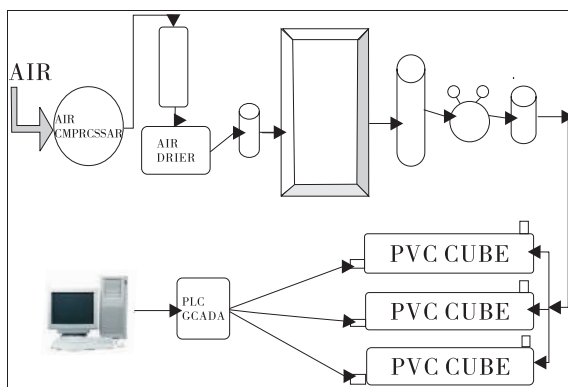 AIR
AIR
CMPRCSSAR
AIR
DRIER
PVC CUBE
PLC
GCADA
PVC CUBE
PVC CUBE